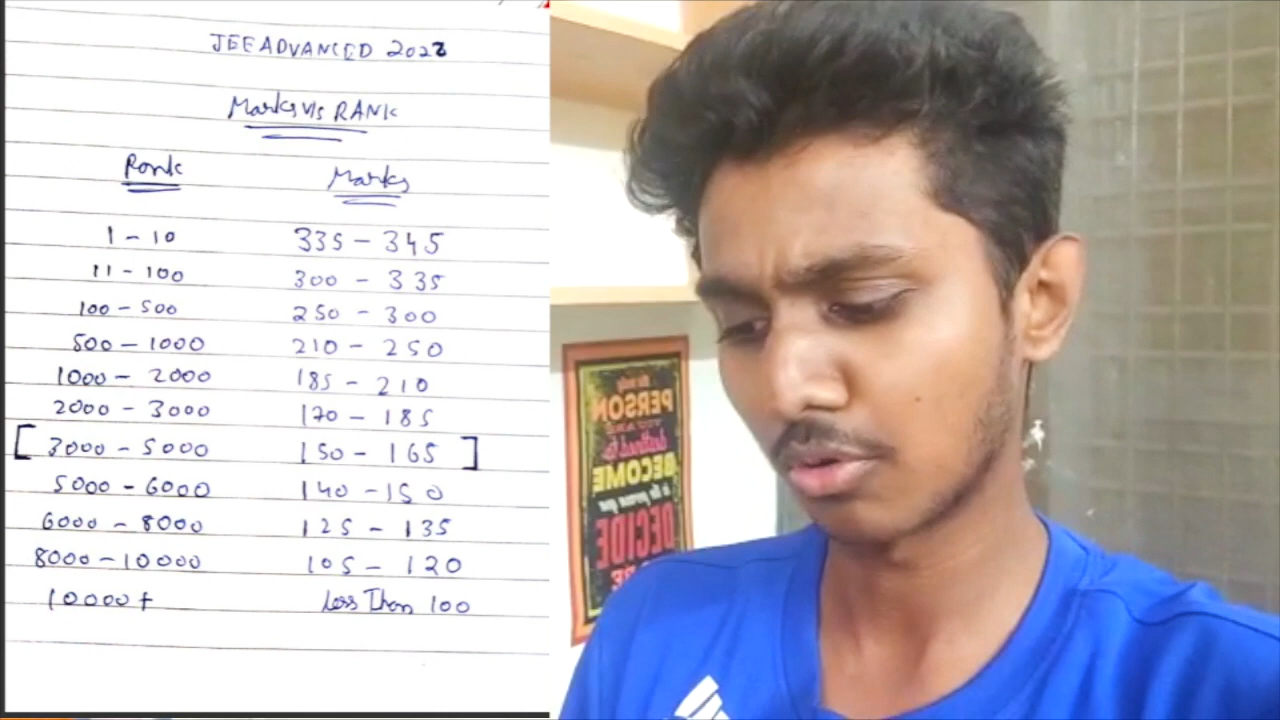 JEE ADVANCED 2022
Marks V/s RANK
Rank Marks
1 - 10 335 - 345
11 - 100 300 - 335
100 - 500 250 - 300
500 - 1000 210 - 250
1000 - 2000 185 - 210
2000 - 3000 170 - 185
[3000 - 5000 150 - 165]
5000 - 6000 140 - 150
6000 - 8000 125 - 135
8000 - 10000 105 - 120
10000+ Less Than 100
PERSON
BECOME
DECIDE